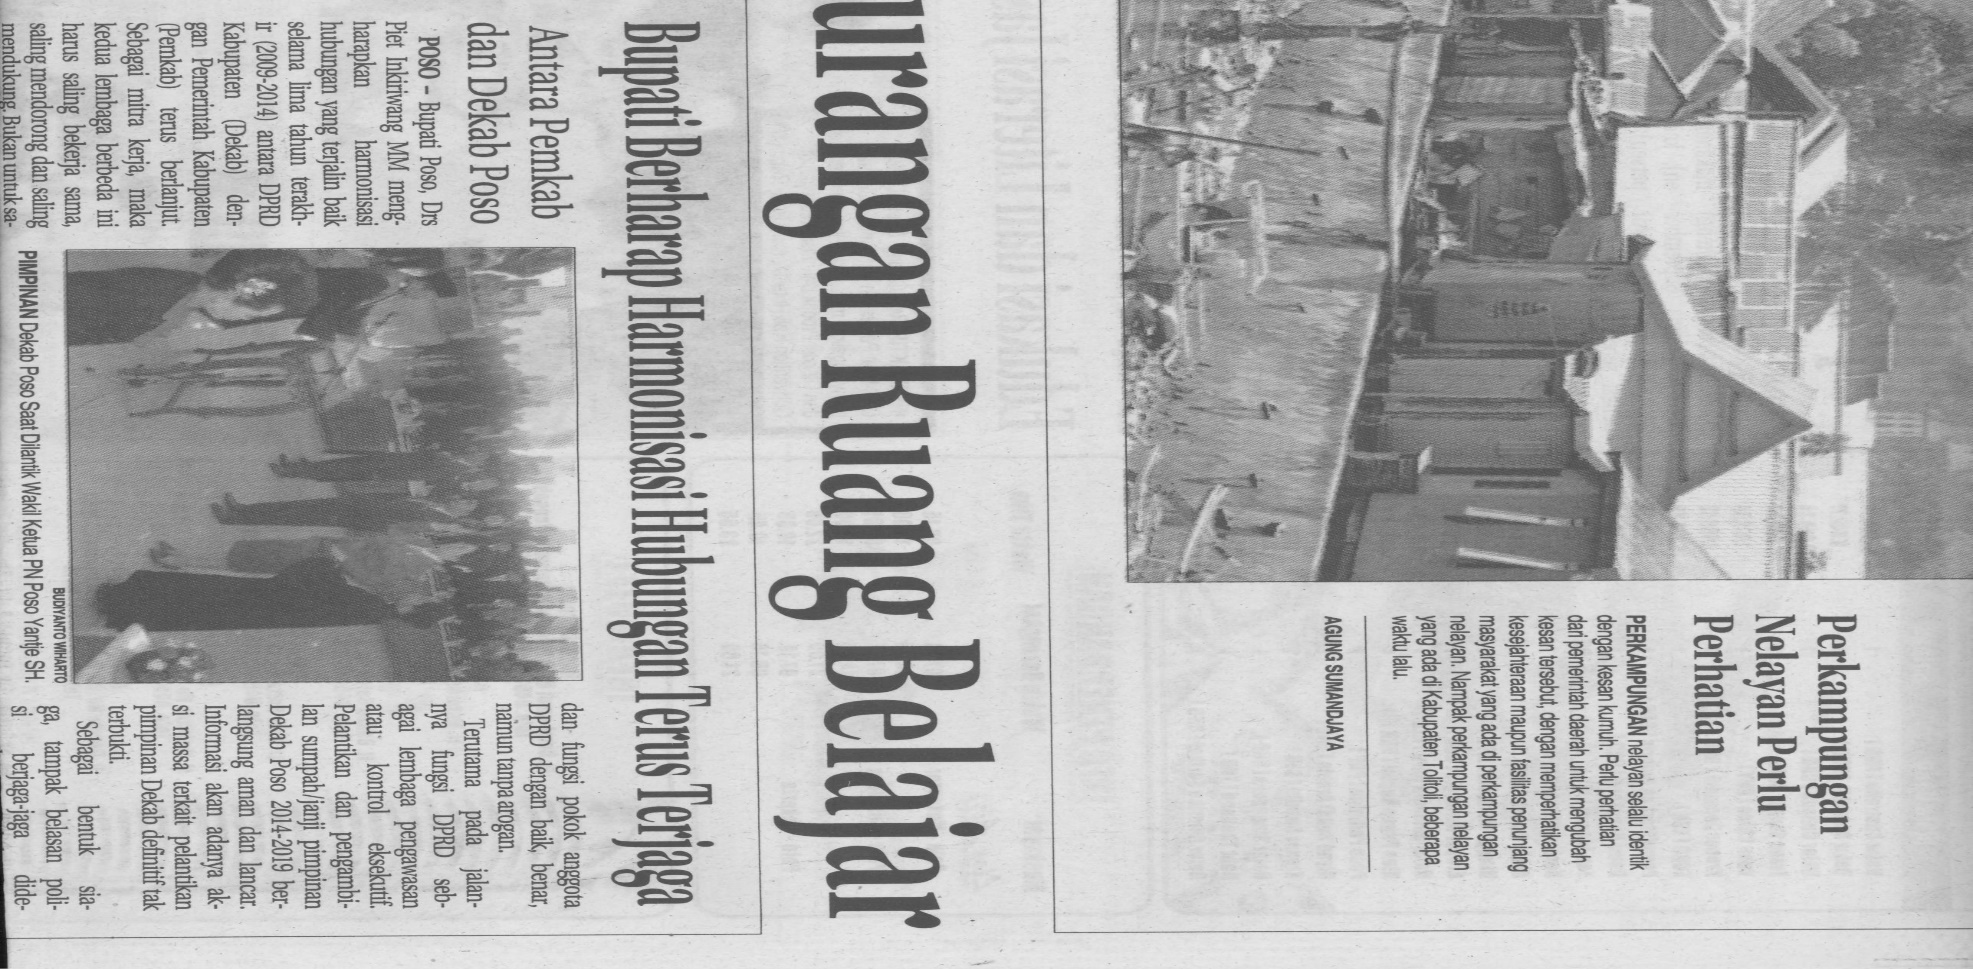 Perkampungan
Nelayan Perlu
Perhatian
PERKAMPUNGAN nelayan selalu identik
dengan kesan kumuh. Perlu perhatian
dari pemerintah daerah untuk mengubah
kesan tersebut, dengan memperhatikan
kesejahteraan maupun fasilitas penunjang
masyarakat yang ada di perkampungan
nelayan. Nampak perkampungan nelayan
yang ada di Kabupaten Tolitoli, beberapa
waktu lalu.
AGUNG SUMANDJAYA
urangan Ruang Belajar
Bupati Berharap Harmonisasi Hubungan Terus Terjaga
Antara Pemkab
dan Dekab Poso
POSO – Bupati Poso, Drs
Piet Inkiriwang MM meng-
harapkan harmonisasi
hubungan yang terjalin baik
selama lima tahun terakh-
ir (2009-2014) antara DPRD
Kabupaten (Dekab) den-
gan Pemerintah Kabupaten
(Pemkab) terus berlanjut.
Sebagai mitra kerja, maka
kedua lembaga berbeda ini
harus saling bekerja sama,
saling mendorong dan saling
mendukung. Bukan untuk sa-
BUDIYANTO WIHARTO
PIMPINAN Dekab Poso Saat Dilantik Wakil Ketua PN Poso Yantje SH.
dan fungsi pokok anggota
DPRD dengan baik, benar,
namun tanpa arogan.
Terutama pada jalan-
nya fungsi DPRD seb-
agai lembaga pengawasan
atau kontrol eksekutif.
Pelantikan dan pengambi-
lan sumpah/janji pimpinan
Dekab Poso 2014-2019 ber-
langsung aman dan lancar.
Informasi akan adanya ak-
si massa terkait pelantikan
pimpinan Dekab definitif tak
terbukti.
Sebagai bentuk sia-
ga, tampak belasan poli-
si berjaga-jaga dide-